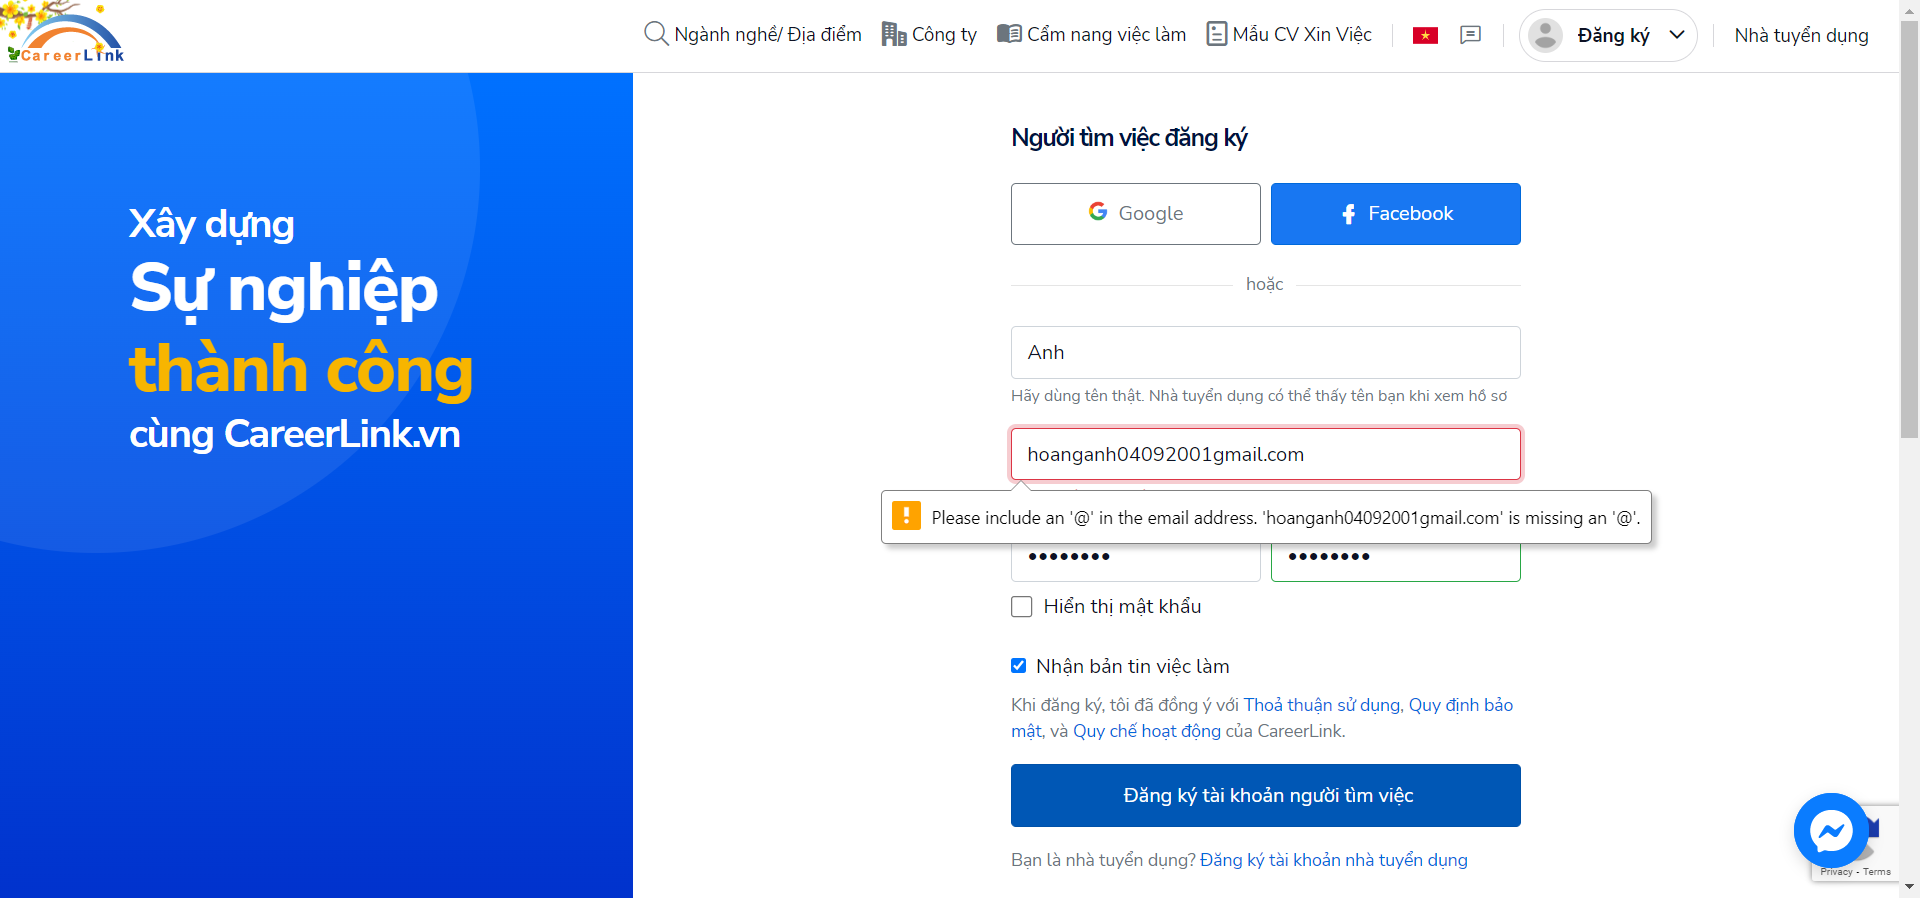 CareerLink
Ngành nghề/ Địa điểm
Công ty
Cẩm nang việc làm
Mẫu CV Xin Việc
Đăng ký
Nhà tuyển dụng
Xây dựng
Sự nghiệp
thành công
cùng CareerLink.vn
Người tìm việc đăng ký
Google
Facebook
hoặc
Anh
Hãy dùng tên thật. Nhà tuyển dụng có thể thấy tên bạn khi xem hồ sơ
hoanganh04092001gmail.com
Please include an '@' in the email address. 'hoanganh04092001gmail.com' is missing an '@'.
Hiển thị mật khẩu
Nhận bản tin việc làm
Khi đăng ký, tôi đã đồng ý với Thoả thuận sử dụng, Quy định bảo
mật, và Quy chế hoạt động của CareerLink.
Đăng ký tài khoản người tìm việc
Bạn là nhà tuyển dụng? Đăng ký tài khoản nhà tuyển dụng
Privacy - Terms